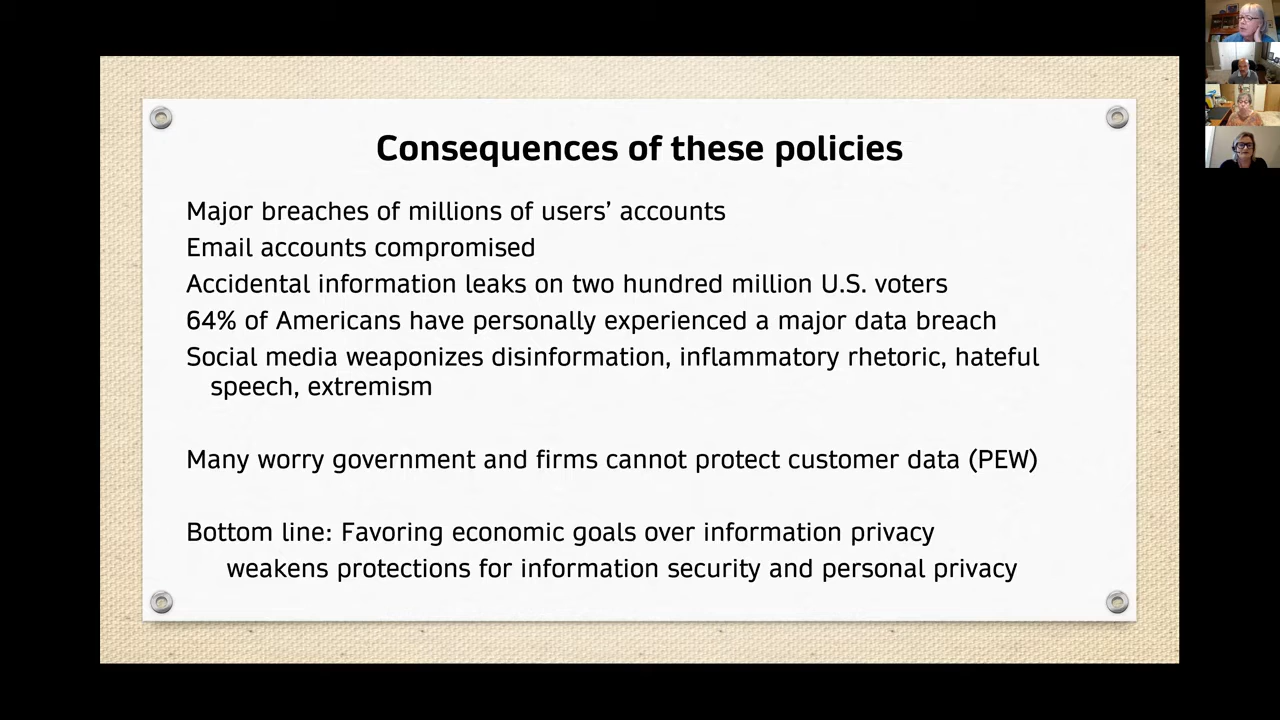 Consequences of these policies
Major breaches of millions of users’ accounts
Email accounts compromised
Accidental information leaks on two hundred million U.S. voters
64% of Americans have personally experienced a major data breach
Social media weaponizes disinformation, inflammatory rhetoric, hateful
speech, extremism
Many worry government and firms cannot protect customer data (PEW)
Bottom line: Favoring economic goals over information privacy
weakens protections for information security and personal privacy